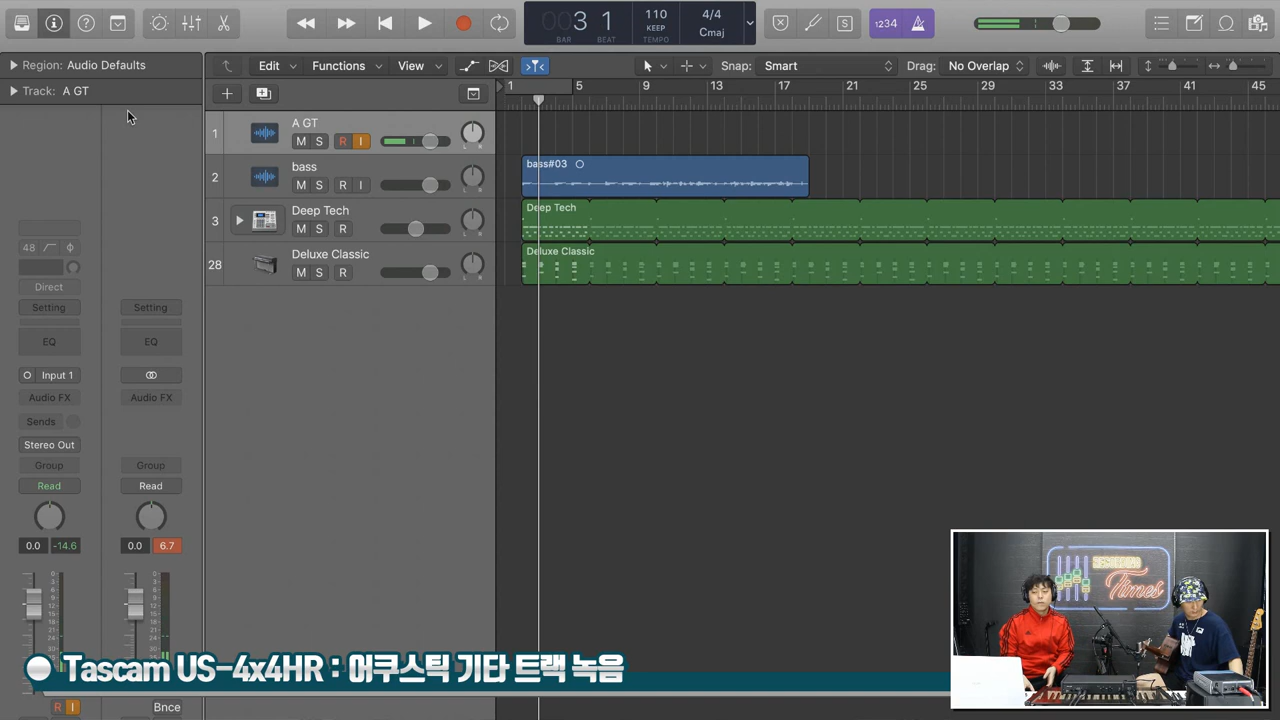 3 1
BAR BEAT
110
KEEP
TEMPO
4/4
Cmaj
S
1234
Region: Audio Defaults
Edit Functions View
Snap: Smart
Drag: No Overlap
Track: A GT
1 5 9 13 17 21 25 29 33 37 41 45
1 A GT
M S R I
L R
2 bass
M S R I
bass#03
3 Deep Tech
M S R
Deep Tech
28 Deluxe Classic
M S R
Deluxe Classic
48
Direct
Setting Setting
EQ EQ
Input 1
Audio FX Audio FX
Sends
Stereo Out
Group Group
Read Read
0.0 -14.6 0.0 6.7
R I Bnce
Tascam US-4x4HR : 어쿠스틱 기타 트랙 녹음
Times